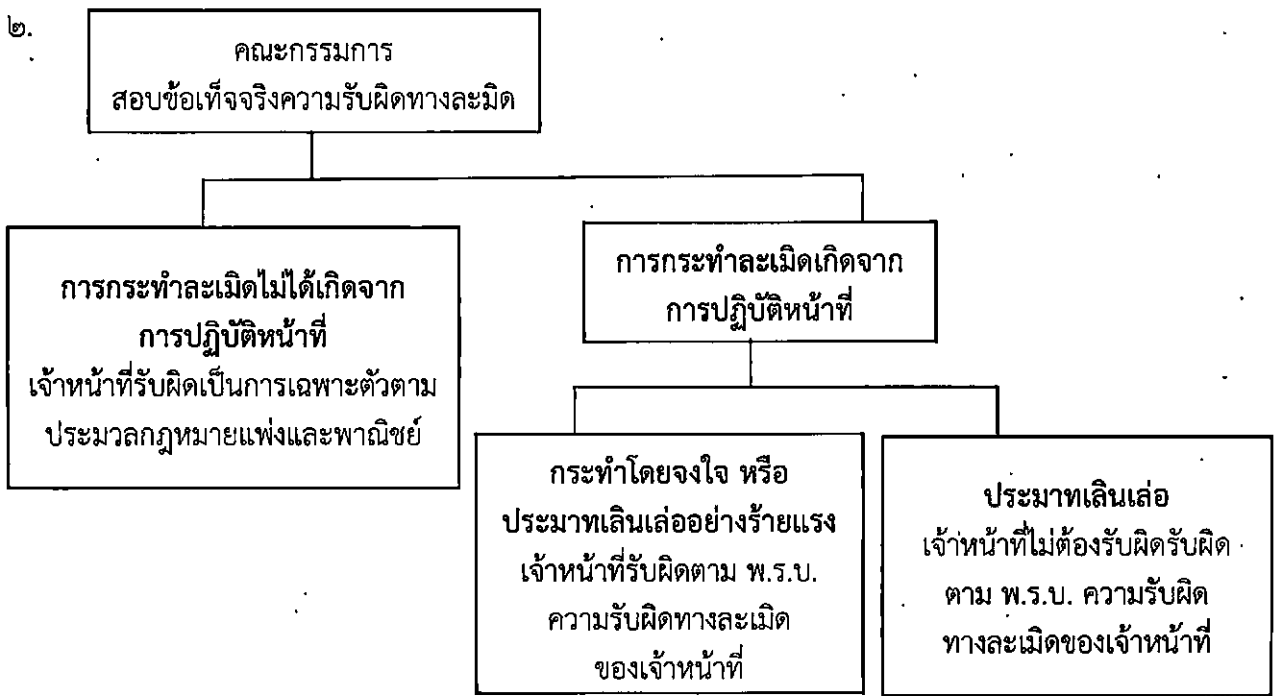 ๒.
คณะกรรมการ
สอบข้อเท็จจริงความรับผิดทางละมิด
การกระทำละเมิดไม่ได้เกิดจาก
การปฏิบัติหน้าที่
เจ้าหน้าที่รับผิดเป็นการเฉพาะตัวตาม
ประมวลกฎหมายแพ่งและพาณิชย์
การกระทำละเมิดเกิดจาก
การปฏิบัติหน้าที่
กระทำโดยจงใจ หรือ
ประมาทเลินเล่ออย่างร้ายแรง
เจ้าหน้าที่รับผิดตาม พ.ร.บ.
ความรับผิดทางละเมิด
ของเจ้าหน้าที่
ประมาทเลินเล่อ
เจ้าหน้าที่ไม่ต้องรับผิดรับผิด
ตาม พ.ร.บ. ความรับผิด
ทางละเมิดของเจ้าหน้าที่